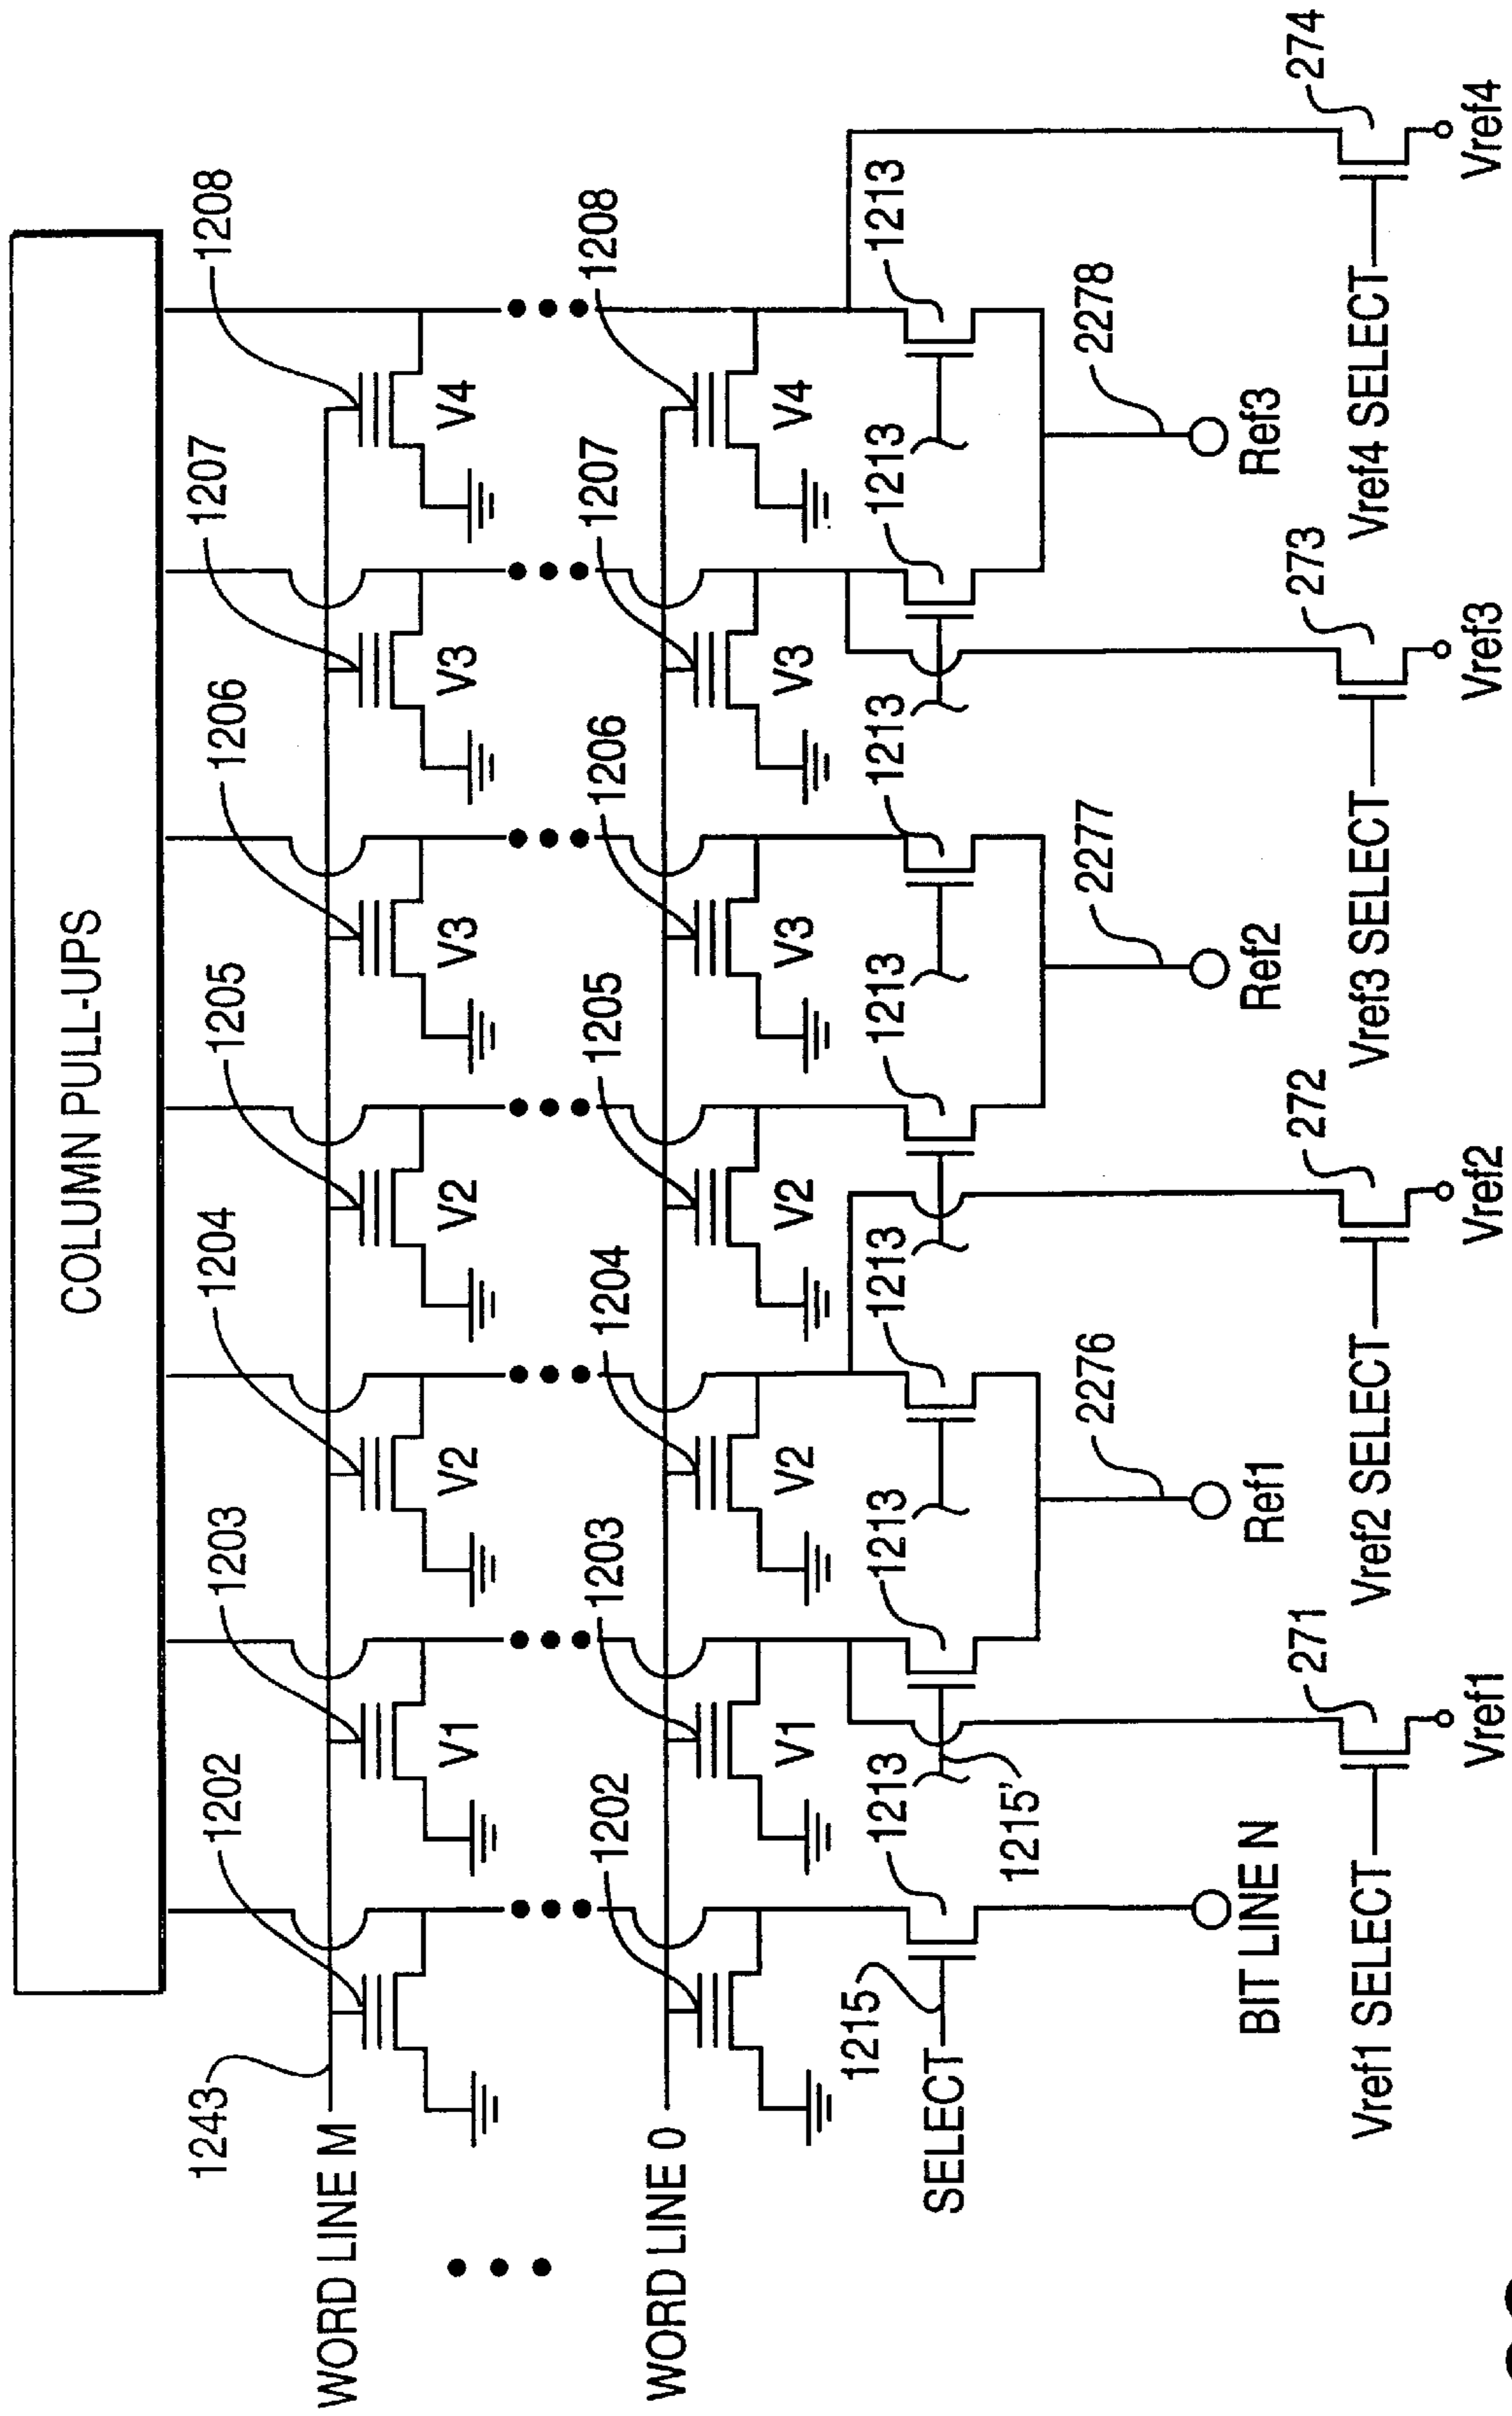 COLUMN PULL-UPS
1243 1202 1203 1204 1205 1206 1207 1208
WORD LINE M
V1 V2 V2 V3 V3 V4
1202 1203 1204 1205 1206 1207 1208
WORD LINE 0
V1 V2 V2 V3 V3 V4
1215 1213 1213 1213 1213 1213 1213 1213
SELECT
1215'
2276 2277 2278
BIT LINE N Ref1 Ref2 Ref3
271 272 273 274
Vref1 SELECT Vref2 SELECT Vref3 SELECT Vref4 SELECT
Vref1 Vref2 Vref3 Vref4